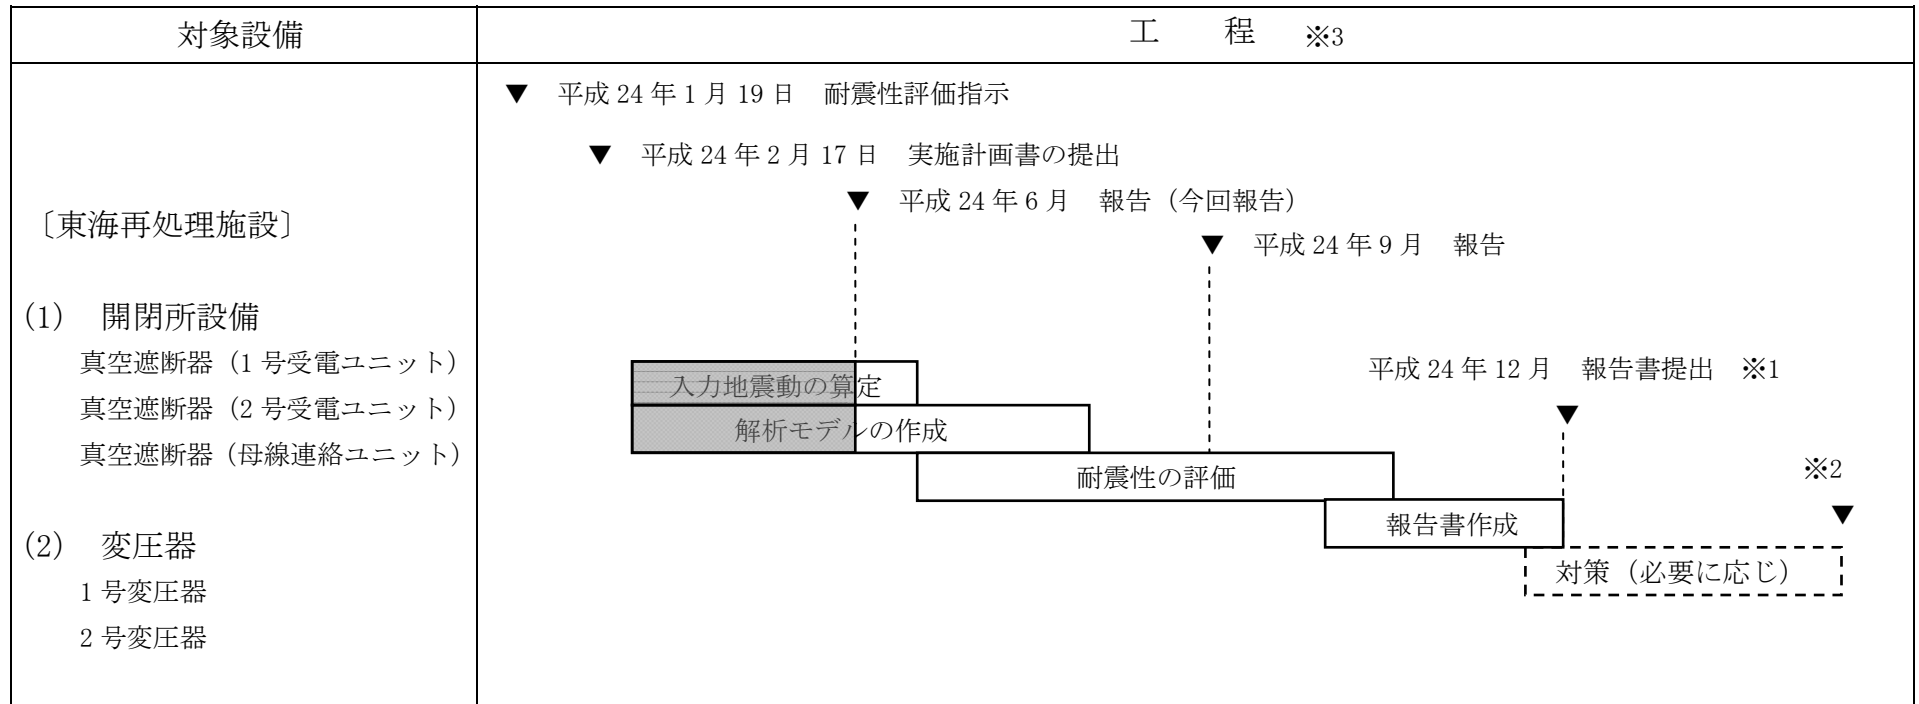 対象設備
工 程 ※3
〔東海再処理施設〕
(1) 開閉所設備
真空遮断器（1号受電ユニット）
真空遮断器（2号受電ユニット）
真空遮断器（母線連絡ユニット）
(2) 変圧器
1号変圧器
2号変圧器
▼ 平成24年1月19日 耐震性評価指示
▼ 平成24年2月17日 実施計画書の提出
▼ 平成24年6月 報告（今回報告）
▼ 平成24年9月 報告
平成24年12月 報告書提出 ※1
▼
入力地震動の算定
解析モデルの作成
耐震性の評価
報告書作成
※2
▼
対策（必要に応じ）